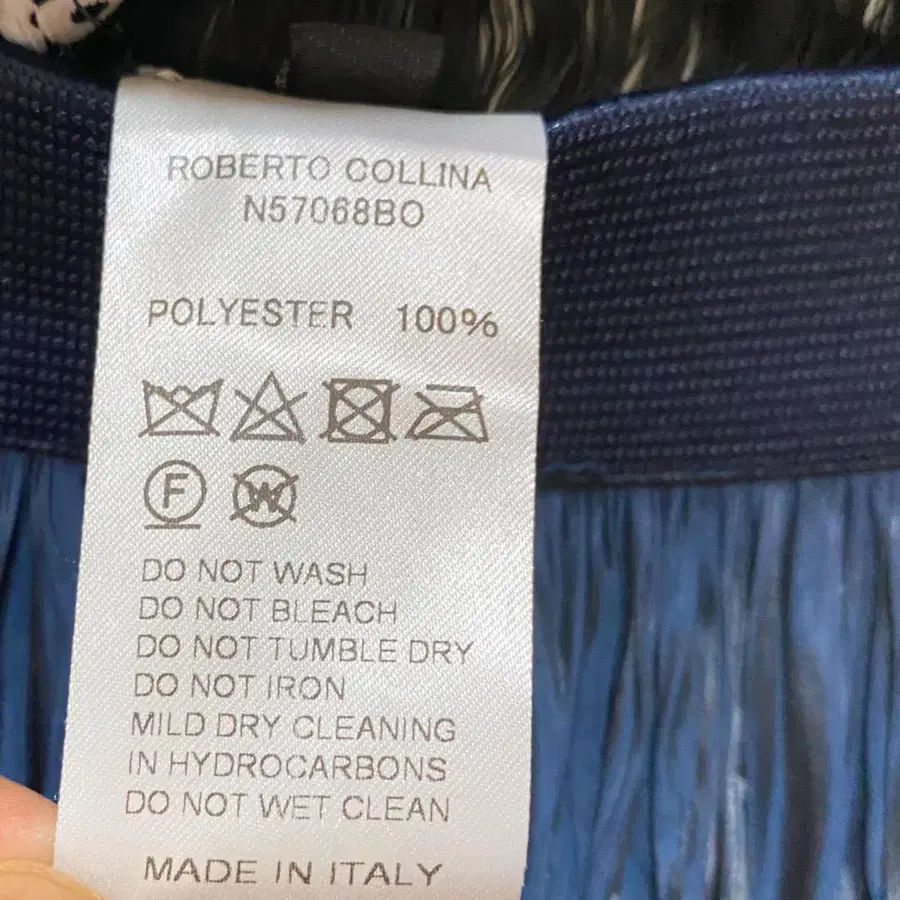 ROBERTO COLLINA
N57068BO
POLYESTER 100%
F W
DO NOT WASH
DO NOT BLEACH
DO NOT TUMBLE DRY
DO NOT IRON
MILD DRY CLEANING
IN HYDROCARBONS
DO NOT WET CLEAN
MADE IN ITALY